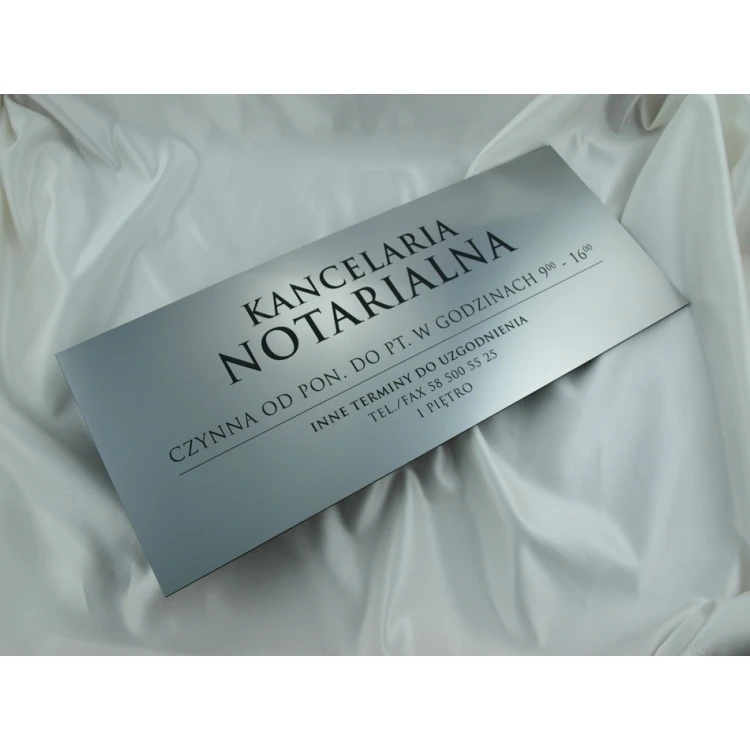 KANCELARIA
NOTARIALNA
CZYNNA OD PON. DO PT. W GODZINACH 9⁰⁰ - 16⁰⁰
INNE TERMINY DO UZGODNIENIA
TEL./FAX 58 500 55 25
I PIĘTRO